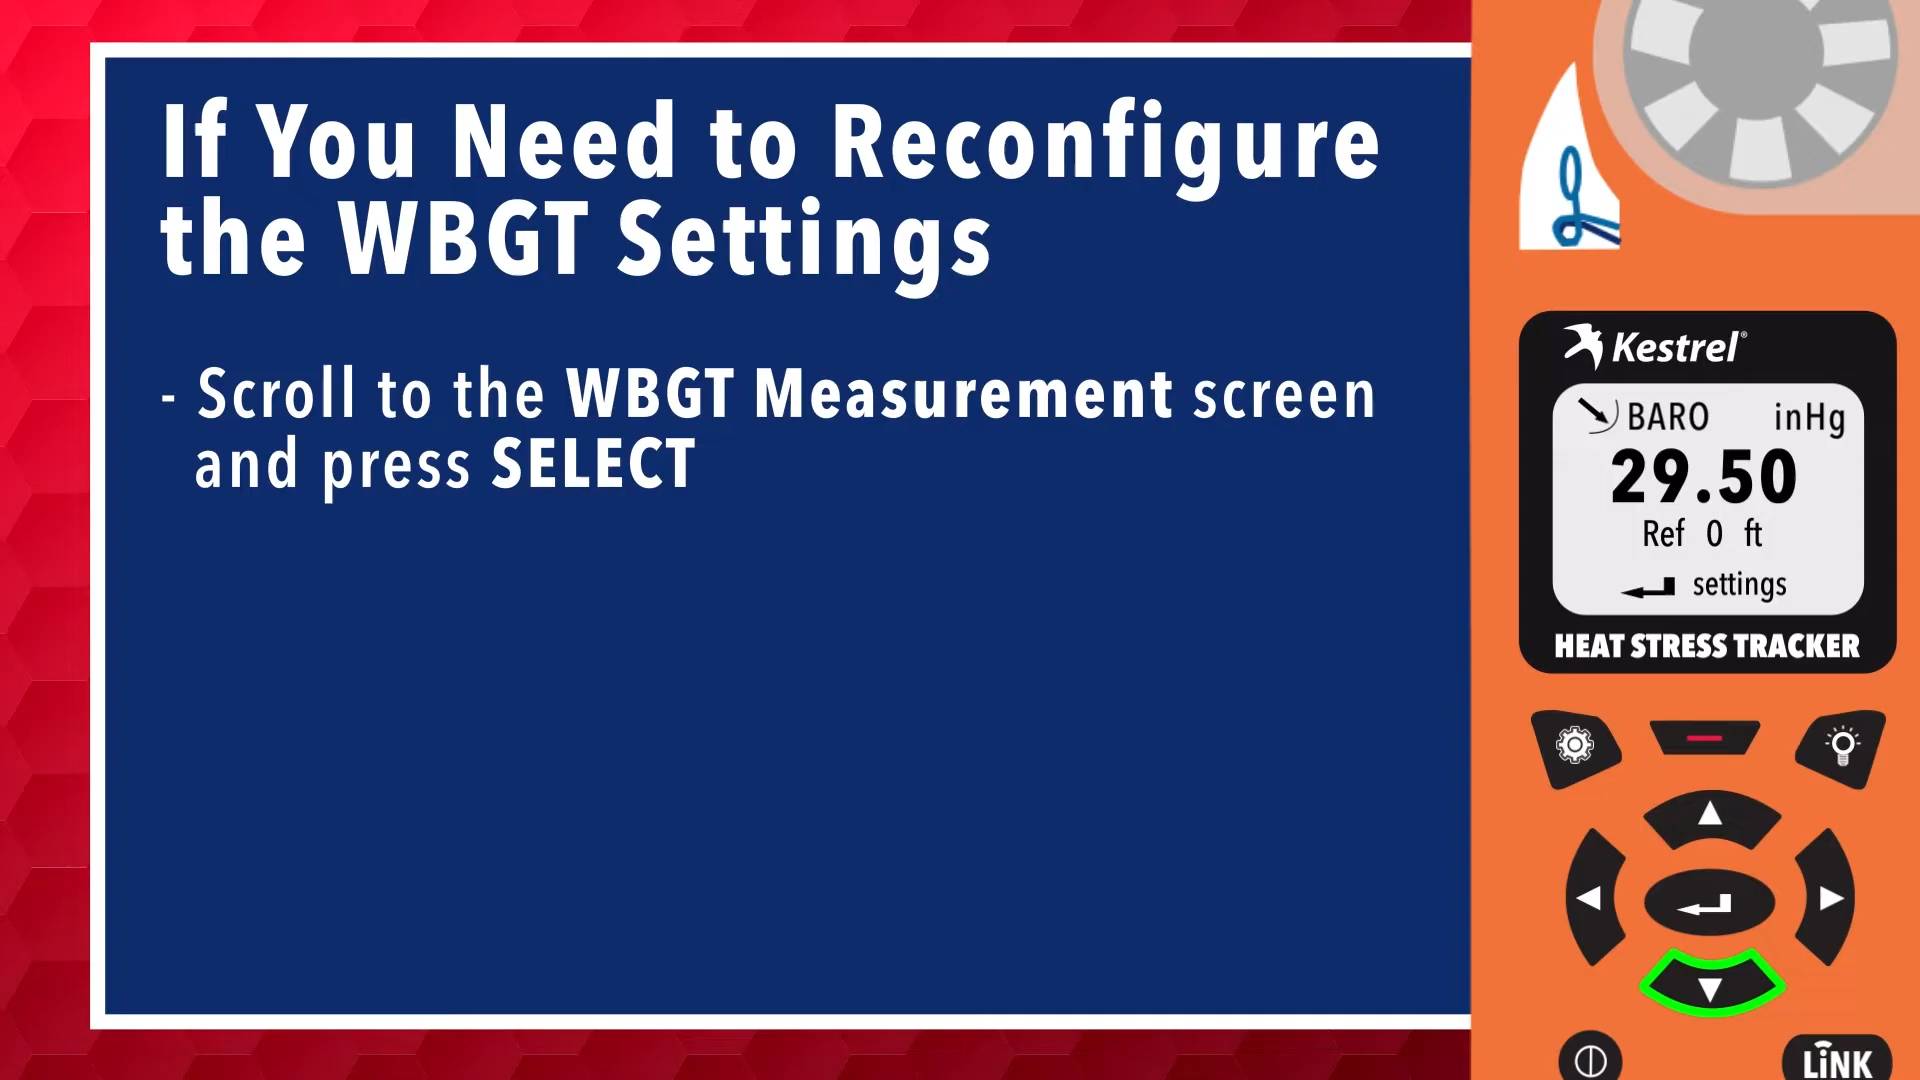 If You Need to Reconfigure
the WBGT Settings
- Scroll to the WBGT Measurement screen
and press SELECT
Kestrel®
BARO inHg
29.50
Ref 0 ft
settings
HEAT STRESS TRACKER
LiNK